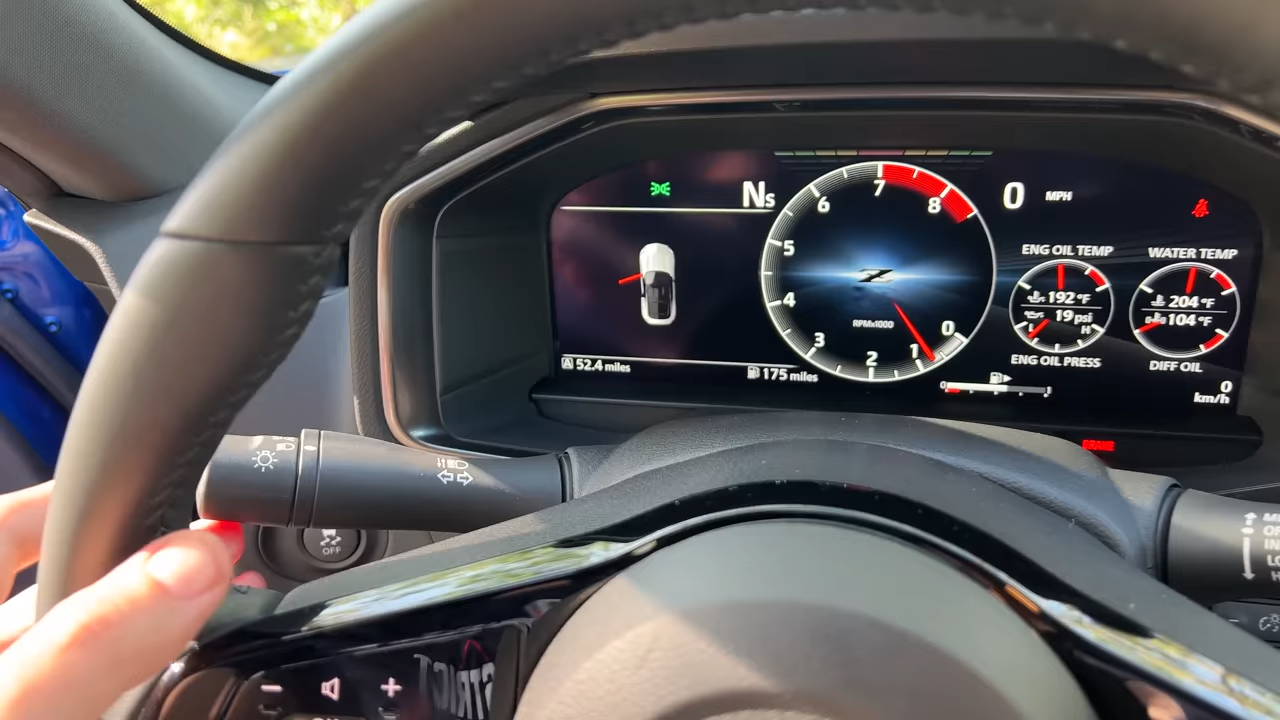 Ns
0 MPH
7
8
6
5
4
3
2
1
0
RPMx1000
ENG OIL TEMP
192°F
19 psi
L H
ENG OIL PRESS
WATER TEMP
204°F
104°F
DIFF OIL
A 52.4 miles
175 miles
0
0
km/h
BRAKE
OFF
- +